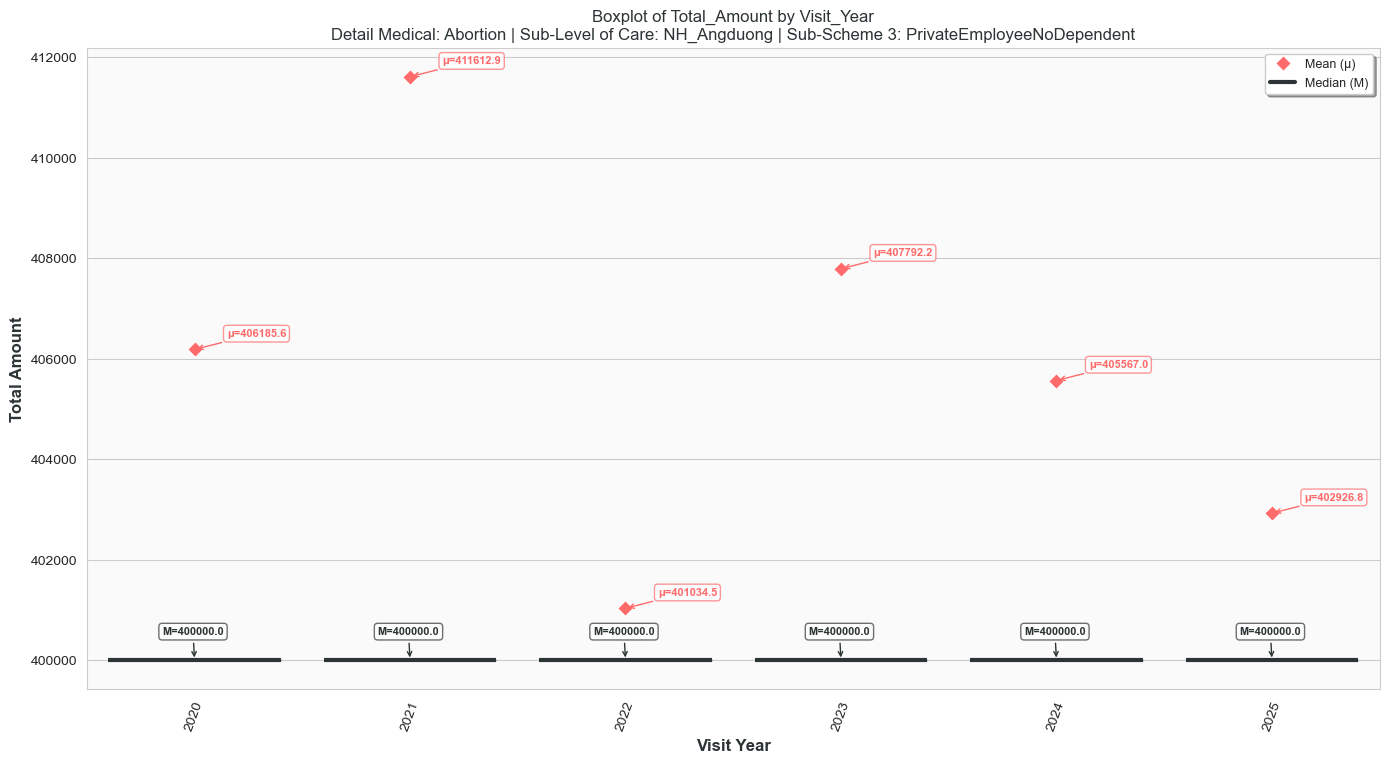 Boxplot of Total_Amount by Visit_Year
Detail Medical: Abortion | Sub-Level of Care: NH_Angduong | Sub-Scheme 3: PrivateEmployeeNoDependent
Mean (μ)
Median (M)
Total Amount
412000
410000
408000
406000
404000
402000
400000
μ=406185.6
μ=411612.9
μ=401034.5
μ=407792.2
μ=405567.0
μ=402926.8
M=400000.0
M=400000.0
M=400000.0
M=400000.0
M=400000.0
M=400000.0
2020
2021
2022
2023
2024
2025
Visit Year